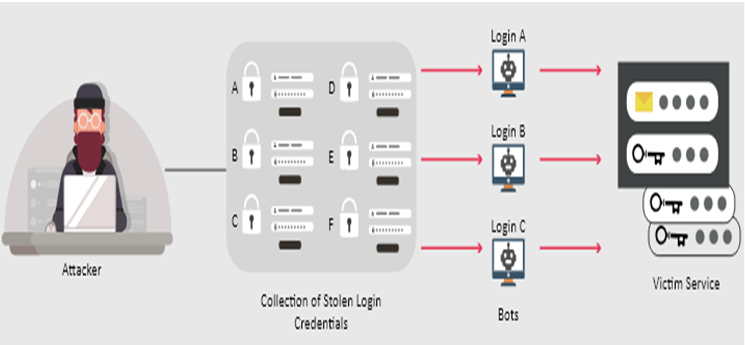 Login A
A
D
Login B
B
E
Login C
C
F
Attacker
Collection of Stolen Login
Credentials
Bots
Victim Service